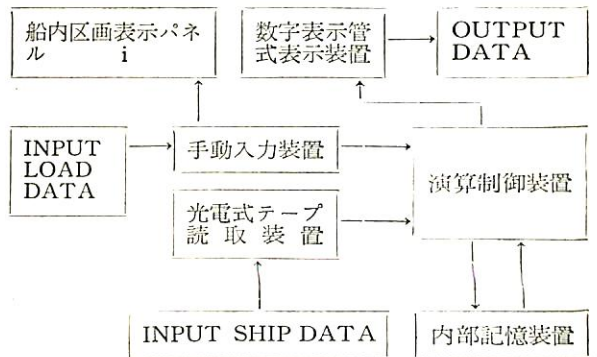 船内区画表示パネ
ル i
数字表示管
式表示装置
OUTPUT
DATA
INPUT
LOAD
DATA
手動入力装置
演算制御装置
光電式テープ
読取装置
INPUT SHIP DATA
内部記憶装置